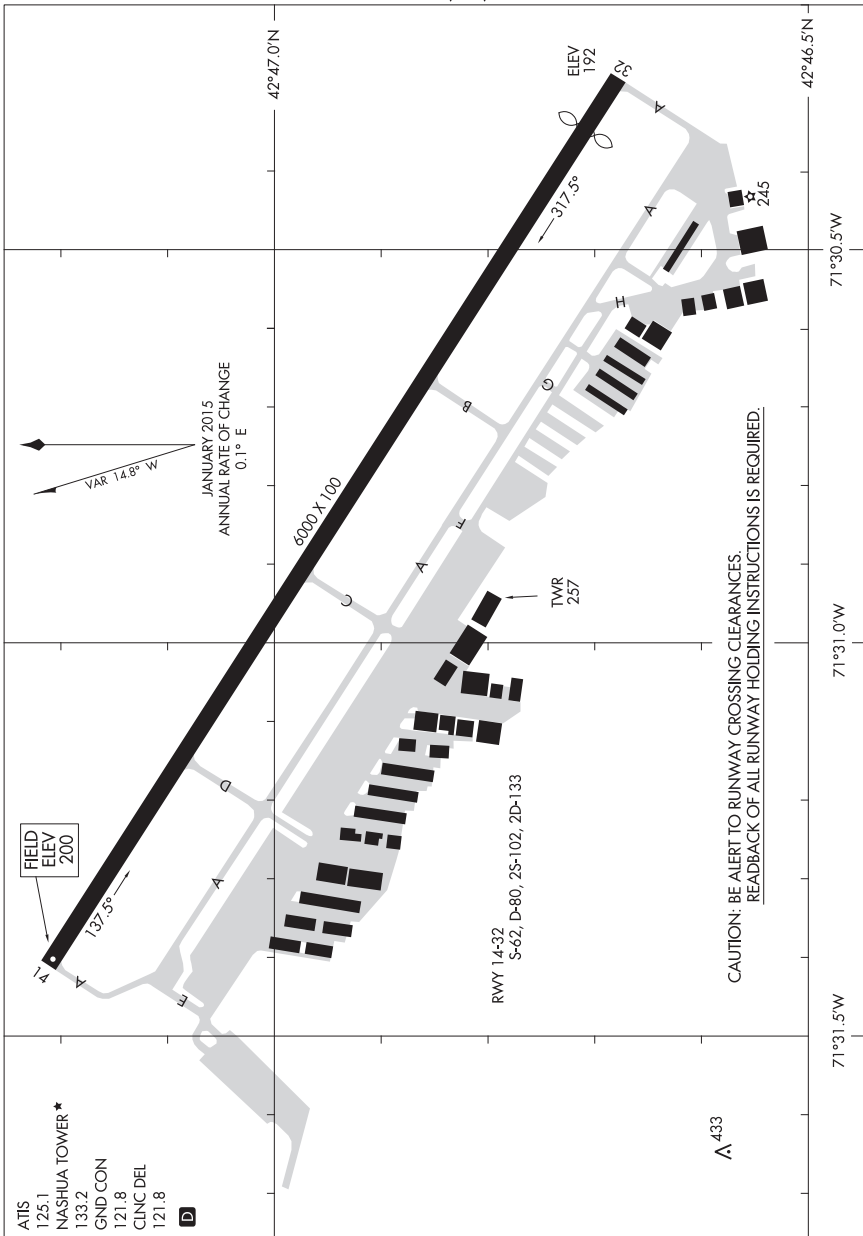 ATIS
125.1
NASHUA TOWER ★
133.2
GND CON
121.8
CLNC DEL
121.8
D
FIELD
ELEV
200
14
137.5°
A
E
A
D
C
6000 X 100
A
F
B
G
H
A
A
317.5°
32
ELEV
192
VAR 14.8° W
JANUARY 2015
ANNUAL RATE OF CHANGE
0.1° E
TWR
257
245
433
RWY 14-32
S-62, D-80, 2S-102, 2D-133
CAUTION: BE ALERT TO RUNWAY CROSSING CLEARANCES.
READBACK OF ALL RUNWAY HOLDING INSTRUCTIONS IS REQUIRED.
42°47.0'N
42°46.5'N
71°31.5'W
71°31.0'W
71°30.5'W